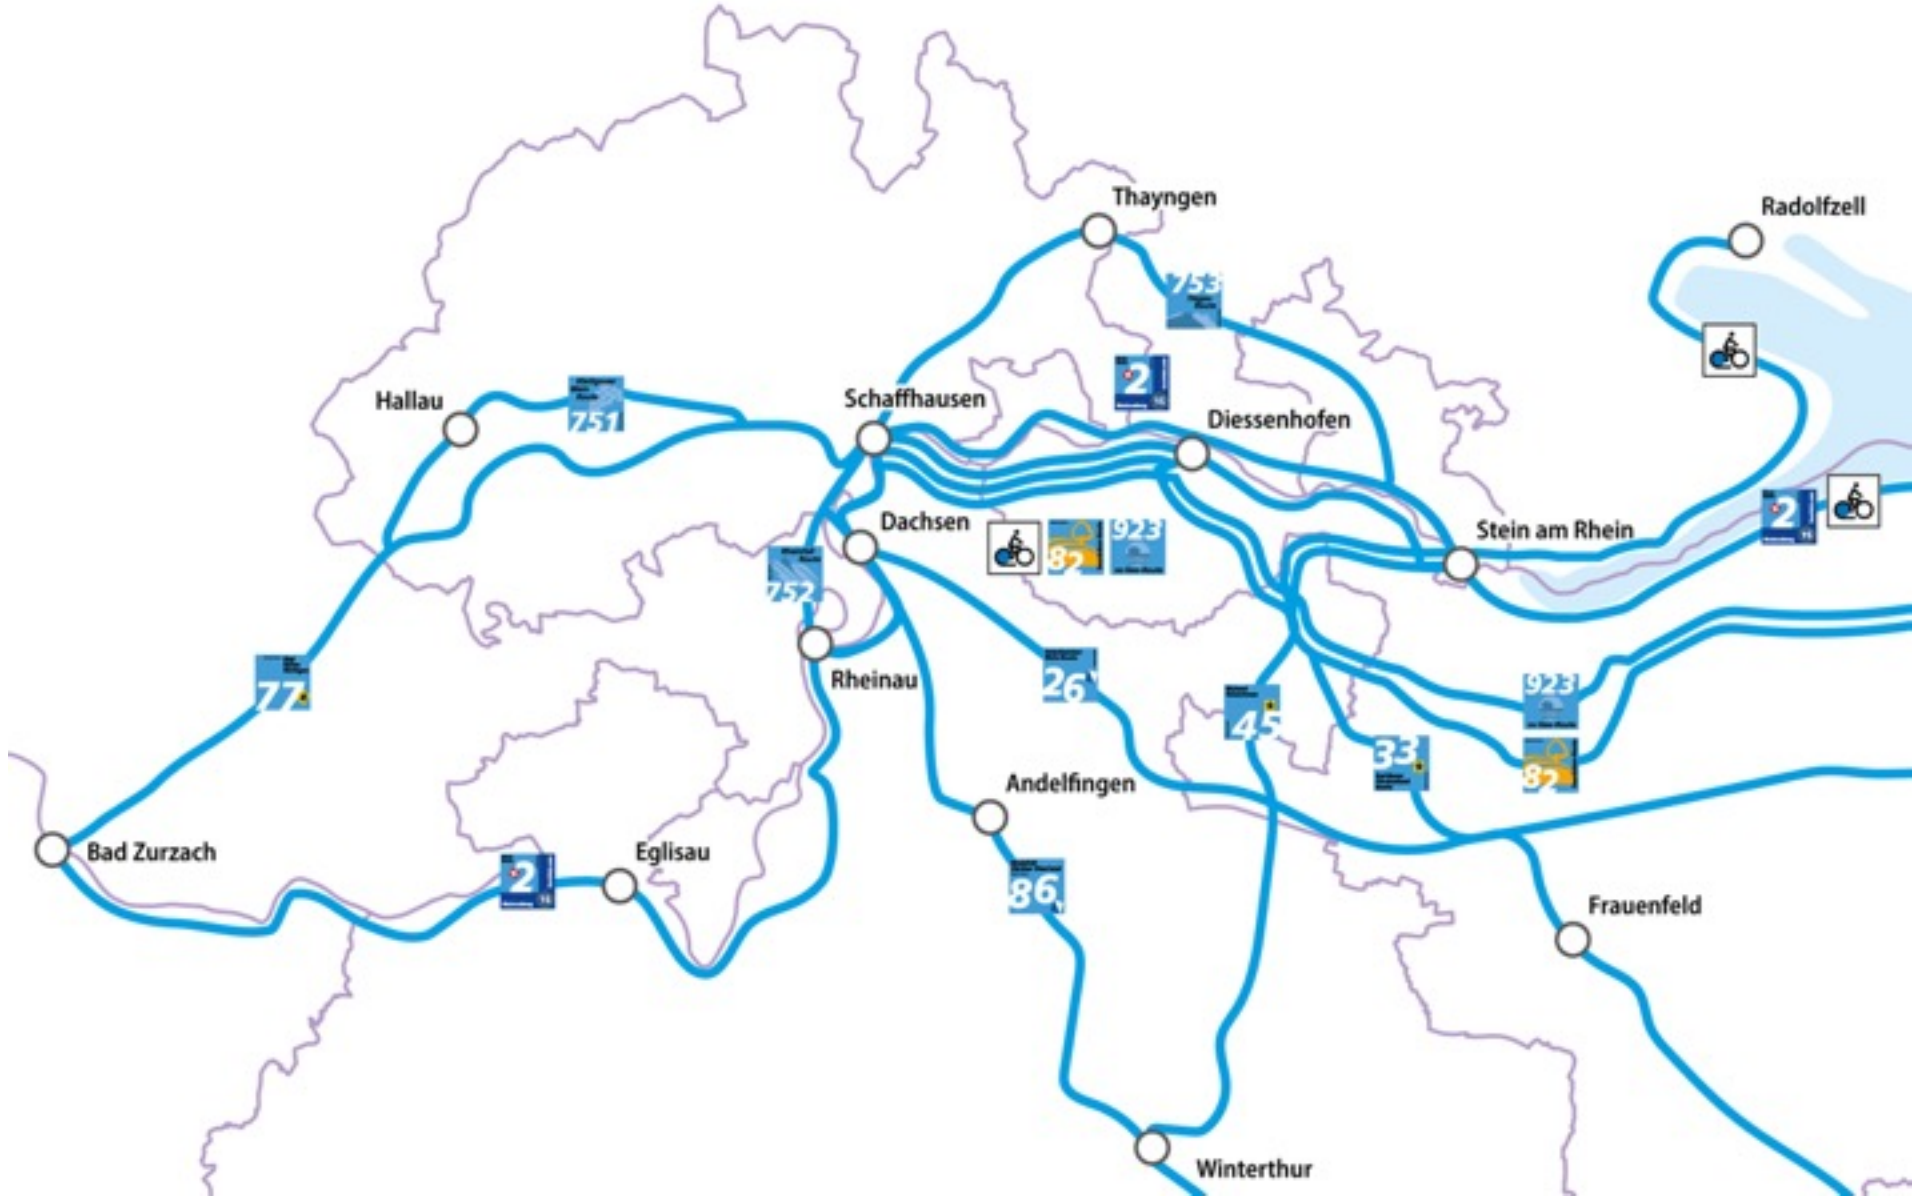 Thayngen
Radolfzell
753
2
Hallau
751
Schaffhausen
Diessenhofen
Dachsen
923
82
Stein am Rhein
2
752
Rheinau
26
77
45
923
33
82
Andelfingen
Bad Zurzach
Eglisau
2
86
Frauenfeld
Winterthur